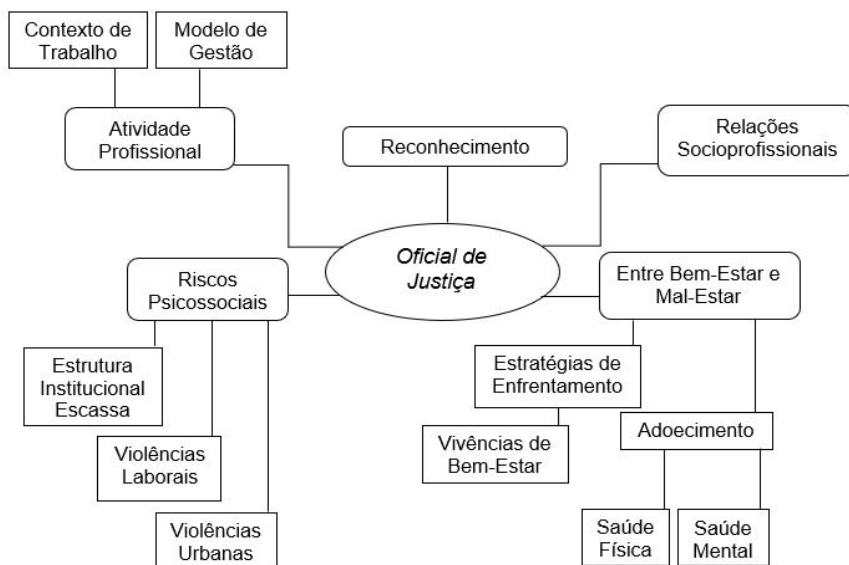 Contexto de
Trabalho
Modelo de
Gestão
Atividade
Profissional
Reconhecimento
Relações
Socioprofissionais
Oficial de
Justiça
Riscos
Psicossociais
Entre Bem-Estar e
Mal-Estar
Estrutura
Institucional
Escassa
Violências
Laborais
Violências
Urbanas
Estratégias de
Enfrentamento
Vivências de
Bem-Estar
Adoecimento
Saúde
Física
Saúde
Mental